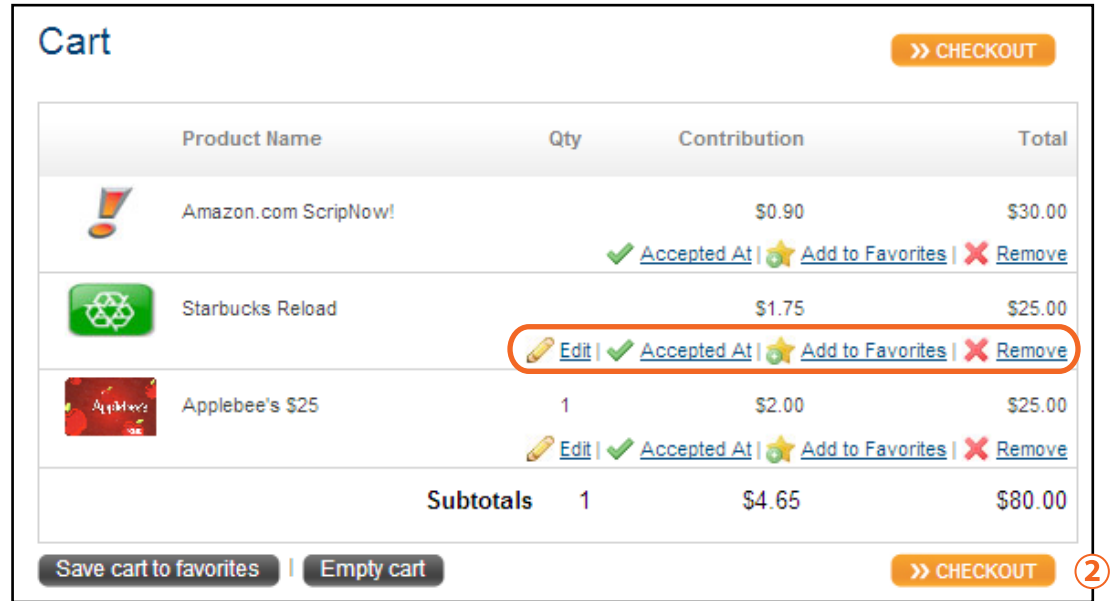 Cart
>> CHECKOUT
Product Name Qty Contribution Total
Amazon.com ScripNow! $0.90 $30.00
Accepted At | Add to Favorites | Remove
Starbucks Reload $1.75 $25.00
Edit | Accepted At | Add to Favorites | Remove
Applebee's
Applebee's $25 1 $2.00 $25.00
Edit | Accepted At | Add to Favorites | Remove
Subtotals 1 $4.65 $80.00
Save cart to favorites | Empty cart >> CHECKOUT 2